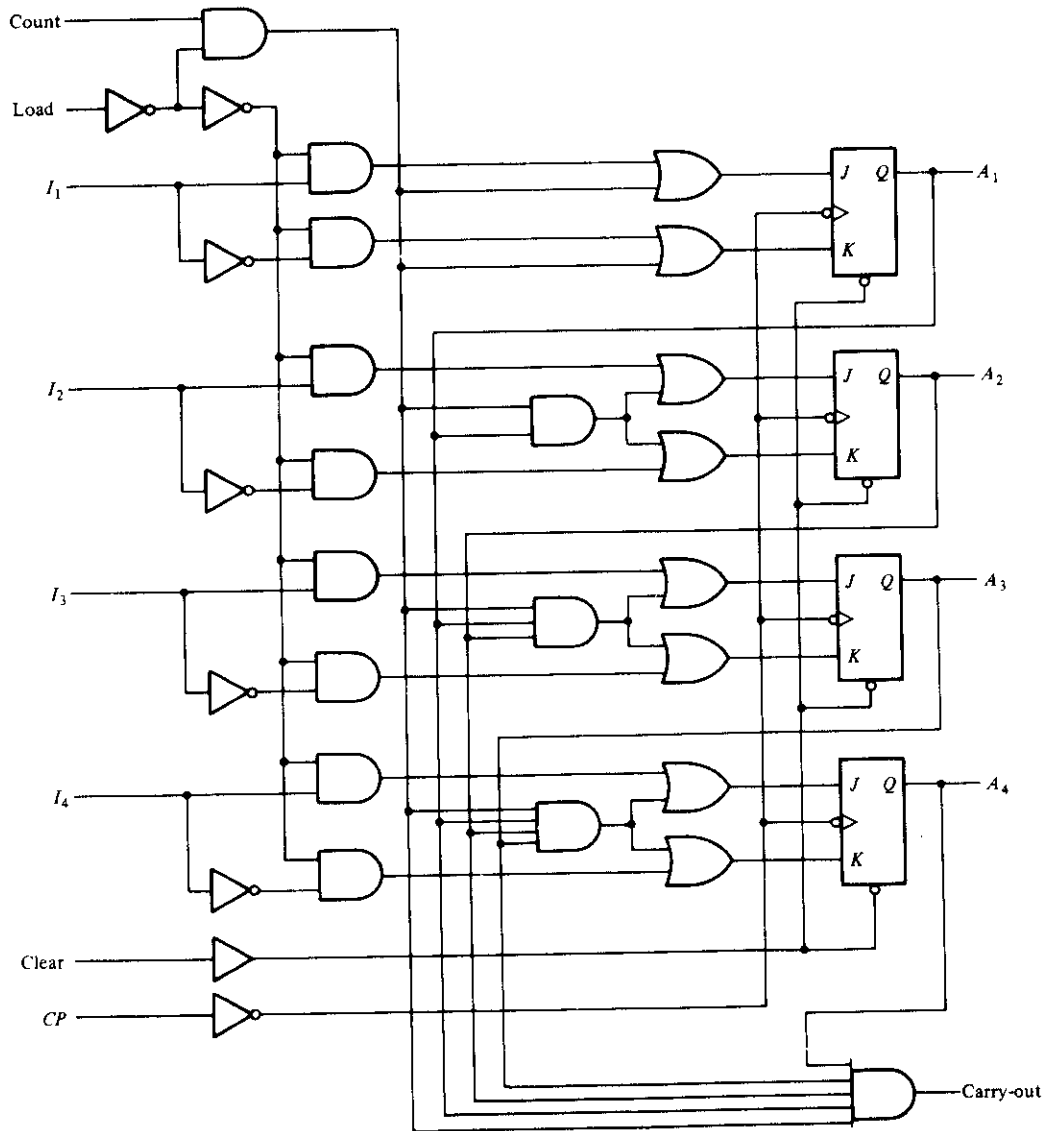 Count
Load
I₁
J Q
A₁
K
I₂
J Q
A₂
K
I₃
J Q
A₃
K
I₄
J Q
A₄
K
Clear
CP
Carry-out